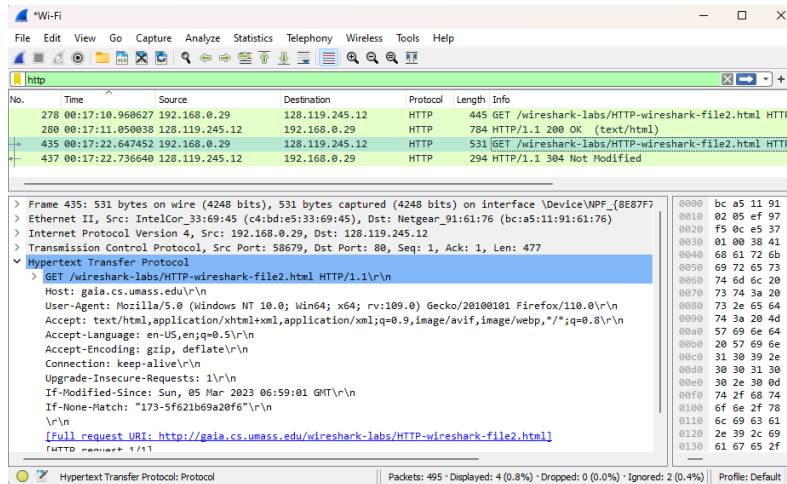 *Wi-Fi
File Edit View Go Capture Analyze Statistics Telephony Wireless Tools Help
http
No. Time Source Destination Protocol Length Info
278 00:17:10.960627 192.168.0.29 128.119.245.12 HTTP 445 GET /wireshark-labs/HTTP-wireshark-file2.html HTT
280 00:17:11.050038 128.119.245.12 192.168.0.29 HTTP 784 HTTP/1.1 200 OK (text/html)
435 00:17:22.647452 192.168.0.29 128.119.245.12 HTTP 531 GET /wireshark-labs/HTTP-wireshark-file2.html HTT
437 00:17:22.736640 128.119.245.12 192.168.0.29 HTTP 294 HTTP/1.1 304 Not Modified
Frame 435: 531 bytes on wire (4248 bits), 531 bytes captured (4248 bits) on interface \Device\NPF_{8E87F7
Ethernet II, Src: IntelCor_33:69:45 (c4:bd:e5:33:69:45), Dst: Netgear_91:61:76 (bc:a5:11:91:61:76)
Internet Protocol Version 4, Src: 192.168.0.29, Dst: 128.119.245.12
Transmission Control Protocol, Src Port: 58679, Dst Port: 80, Seq: 1, Ack: 1, Len: 477
Hypertext Transfer Protocol
GET /wireshark-labs/HTTP-wireshark-file2.html HTTP/1.1\r\n
Host: gaia.cs.umass.edu\r\n
User-Agent: Mozilla/5.0 (Windows NT 10.0; Win64; x64; rv:109.0) Gecko/20100101 Firefox/110.0\r\n
Accept: text/html,application/xhtml+xml,application/xml;q=0.9,image/avif,image/webp,*/*;q=0.8\r\n
Accept-Language: en-US,en;q=0.5\r\n
Accept-Encoding: gzip, deflate\r\n
Connection: keep-alive\r\n
Upgrade-Insecure-Requests: 1\r\n
If-Modified-Since: Sun, 05 Mar 2023 06:59:01 GMT\r\n
If-None-Match: "173-5f621b69a20f6"\r\n
\r\n
[Full request URI: http://gaia.cs.umass.edu/wireshark-labs/HTTP-wireshark-file2.html]
[HTTP request 1/1]
0000 bc a5 11 91
0010 02 05 ef 97
0020 f5 0c e5 37
0030 01 00 38 41
0040 68 61 72 6b
0050 69 72 65 73
0060 74 6d 6c 20
0070 73 74 3a 20
0080 73 2e 65 64
0090 74 3a 20 4d
00a0 57 69 6e 64
00b0 20 57 69 6e
00c0 31 30 39 2e
00d0 30 30 31 30
00e0 30 2e 30 0d
00f0 74 2f 68 74
0100 6f 6e 2f 78
0110 6c 69 63 61
0120 2e 39 2c 69
0130 61 67 65 2f
Hypertext Transfer Protocol: Protocol
Packets: 495 · Displayed: 4 (0.8%) · Dropped: 0 (0.0%) · Ignored: 2 (0.4%)
Profile: Default